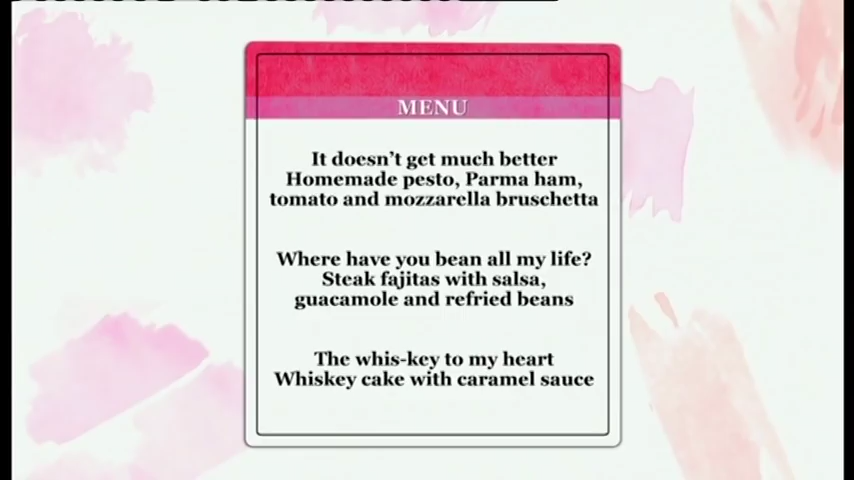 MENU
It doesn't get much better
Homemade pesto, Parma ham,
tomato and mozzarella bruschetta
Where have you bean all my life?
Steak fajitas with salsa,
guacamole and refried beans
The whis-key to my heart
Whiskey cake with caramel sauce